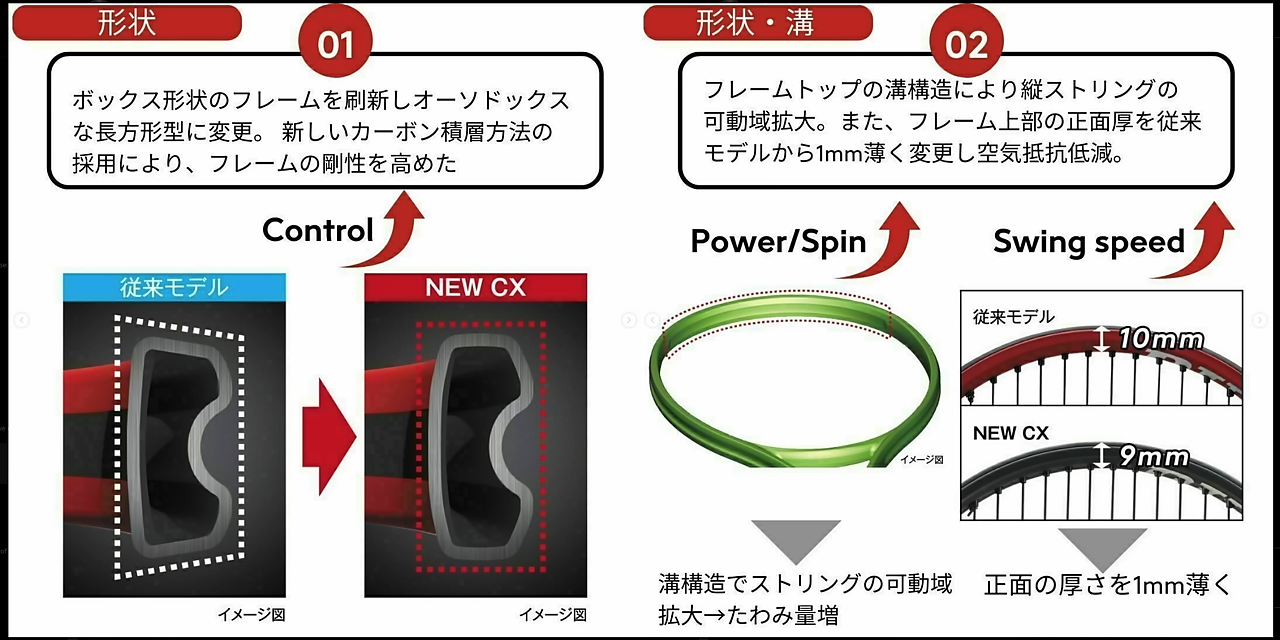 形状
01
ボックス形状のフレームを刷新しオーソドックス
な長方形型に変更。 新しいカーボン積層方法の
採用により、フレームの剛性を高めた
Control
従来モデル
NEW CX
イメージ図
イメージ図
形状・溝
02
フレームトップの溝構造により縦ストリングの
可動域拡大。また、フレーム上部の正面厚を従来
モデルから1mm薄く変更し空気抵抗低減。
Power/Spin
Swing speed
イメージ図
従来モデル
10mm
NEW CX
9mm
溝構造でストリングの可動域
拡大→たわみ量増
正面の厚さを1mm薄く